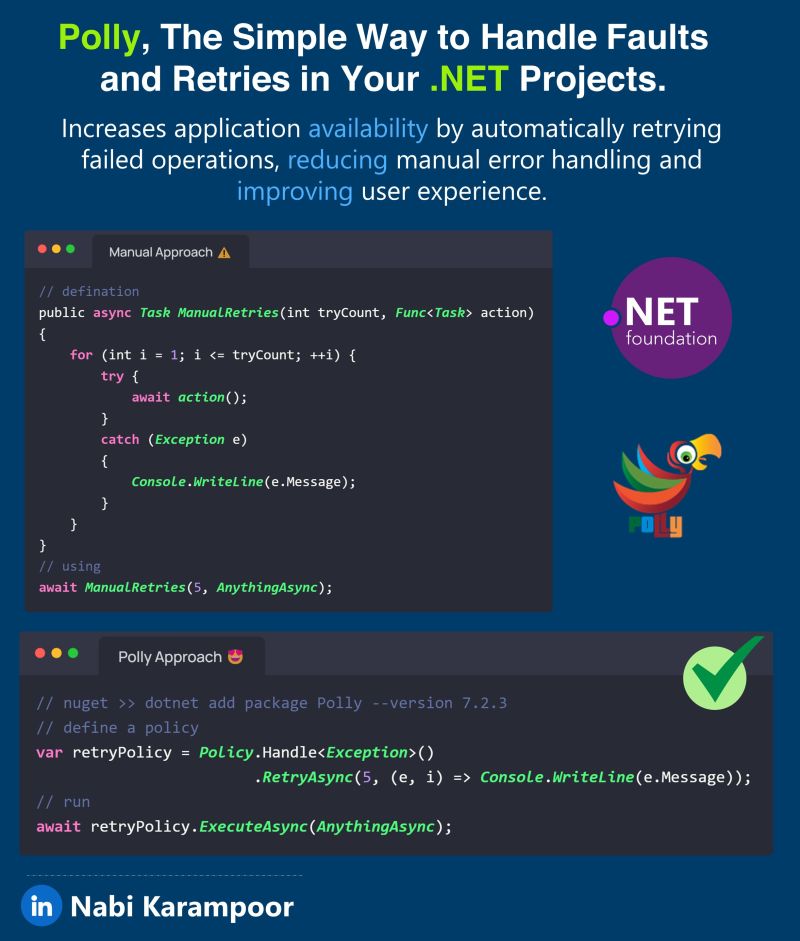 Polly, The Simple Way to Handle Faults
and Retries in Your .NET Projects.
Increases application availability by automatically retrying
failed operations, reducing manual error handling and
improving user experience.
Manual Approach ⚠️
// defination
public async Task ManualRetries(int tryCount, Func<Task> action)
{
    for (int i = 1; i <= tryCount; ++i) {
        try {
            await action();
        }
        catch (Exception e)
        {
            Console.WriteLine(e.Message);
        }
    }
}
// using
await ManualRetries(5, AnythingAsync);
.NET
foundation
POLLY
Polly Approach 😍
// nuget >> dotnet add package Polly --version 7.2.3
// define a policy
var retryPolicy = Policy.Handle<Exception>()
                        .RetryAsync(5, (e, i) => Console.WriteLine(e.Message));
// run
await retryPolicy.ExecuteAsync(AnythingAsync);
in Nabi Karampoor